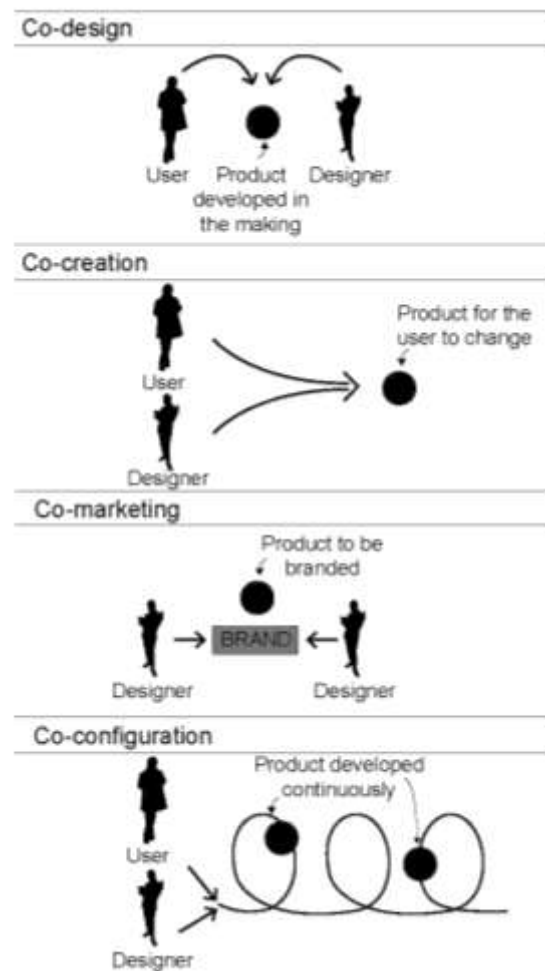 Co-design
User
Product
developed in
the making
Designer
Co-creation
User
Designer
Product for the
user to change
Co-marketing
Product to be
branded
Designer
BRAND
Designer
Co-configuration
Product developed
continuously
User
Designer